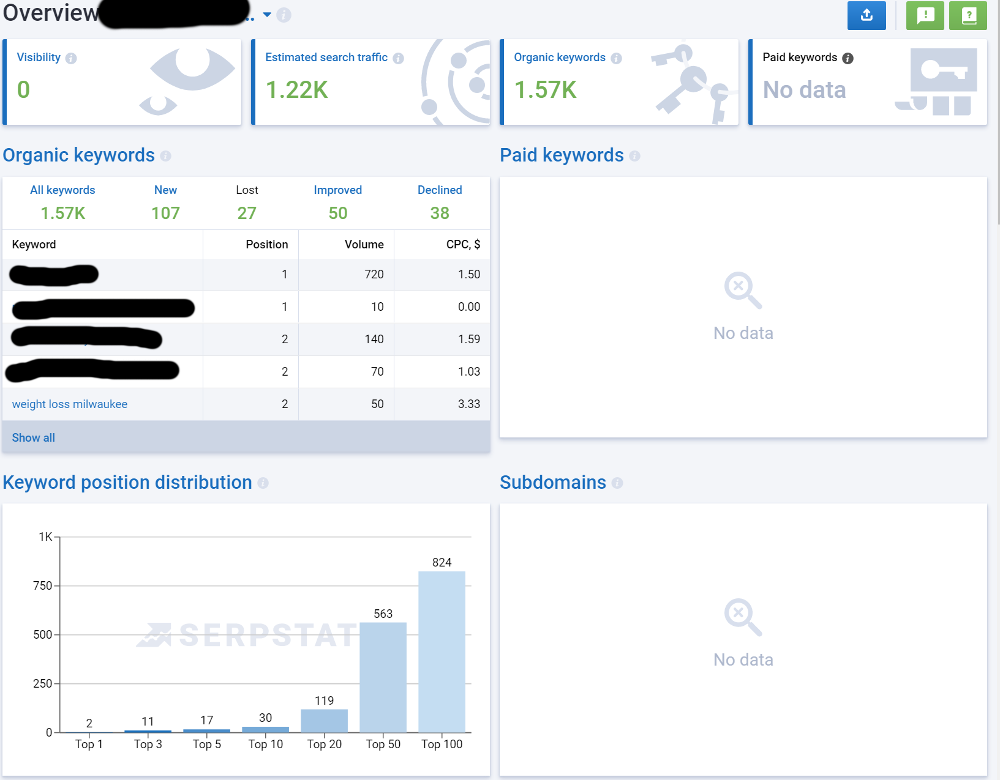 Overview
Visibility
0
Estimated search traffic
1.22K
Organic keywords
1.57K
Paid keywords
No data
Organic keywords
All keywords New Lost Improved Declined
1.57K 107 27 50 38
Keyword Position Volume CPC, $
1 720 1.50
1 10 0.00
2 140 1.59
2 70 1.03
weight loss milwaukee 2 50 3.33
Show all
Paid keywords
No data
Keyword position distribution
1K
750
500
250
0
2 11 17 30 119 563 824
Top 1 Top 3 Top 5 Top 10 Top 20 Top 50 Top 100
SERPSTAT
Subdomains
No data